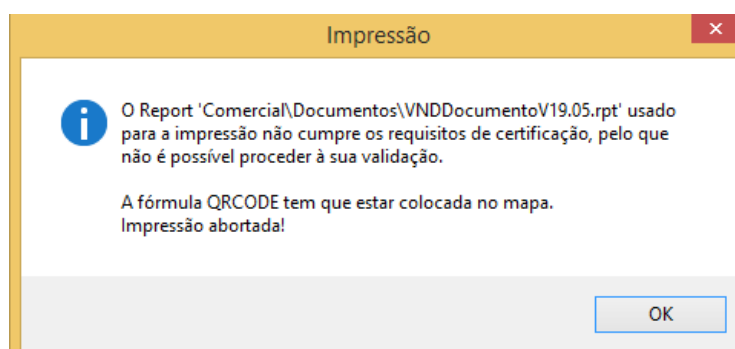 Impressão
O Report 'Comercial\Documentos\VNDDocumentoV19.05.rpt' usado
para a impressão não cumpre os requisitos de certificação, pelo que
não é possível proceder à sua validação.
A fórmula QRCODE tem que estar colocada no mapa.
Impressão abortada!
OK